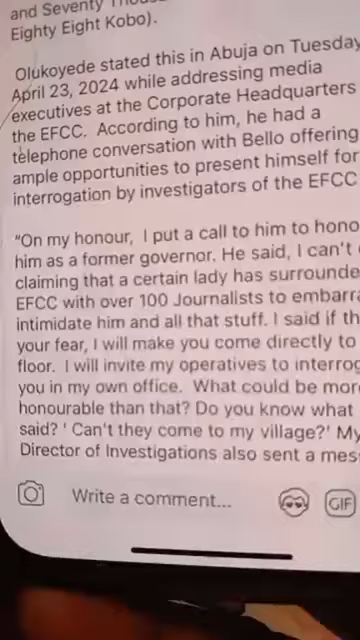 and Seventy
Eighty Eight Kobo).
Olukoyede stated this in Abuja on Tuesday
April 23, 2024 while addressing media
executives at the Corporate Headquarters
the EFCC. According to him, he had a
telephone conversation with Bello offering
ample opportunities to present himself for
interrogation by investigators of the EFCC
"On my honour, I put a call to him to hono
him as a former governor. He said, I can't
claiming that a certain lady has surrounde
EFCC with over 100 Journalists to embarra
intimidate him and all that stuff. I said if th
your fear, I will make you come directly to
floor. I will invite my operatives to interrog
you in my own office. What could be mor
honourable than that? Do you know what
said? ' Can't they come to my village?' My
Director of Investigations also sent a mes
Write a comment...
GIF